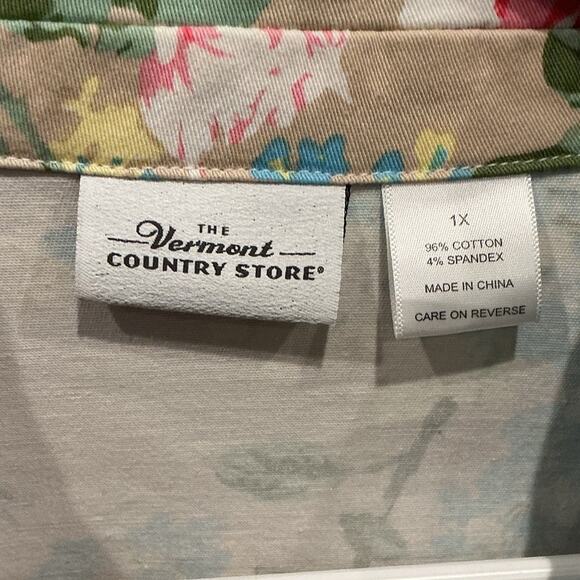 THE
Vermont
COUNTRY STORE®
1X
96% COTTON
4% SPANDEX
MADE IN CHINA
CARE ON REVERSE